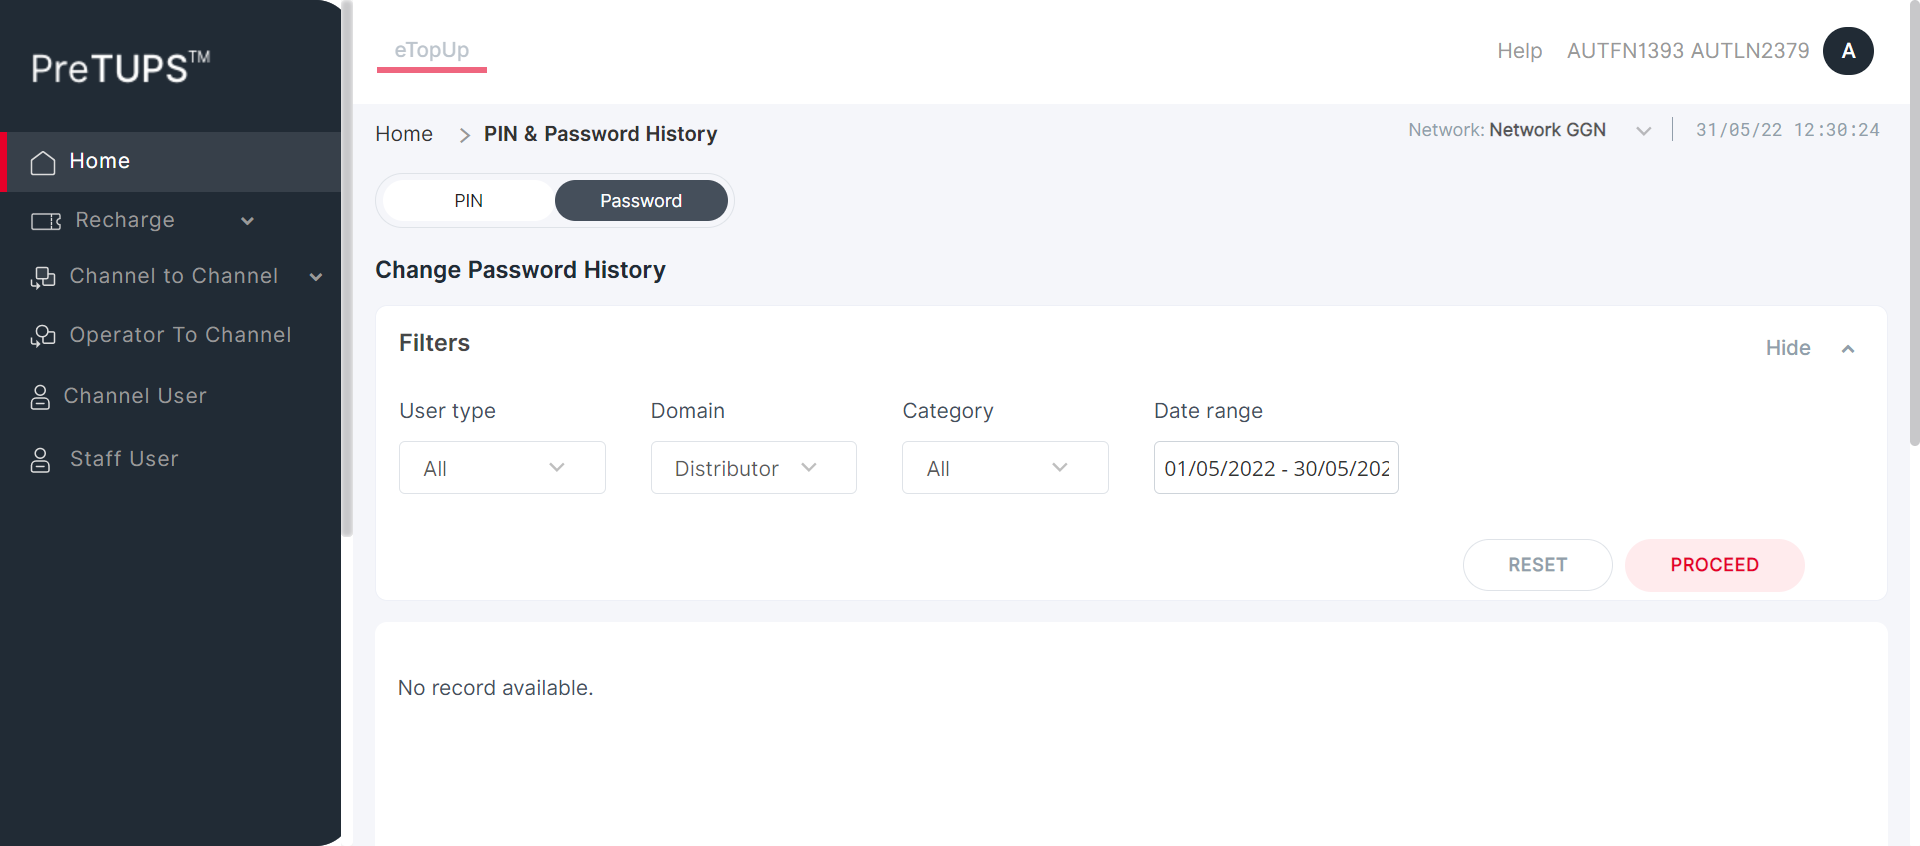 PreTUPS™
eTopUp
Help AUTFN1393 AUTLN2379 A
Home
Recharge
Channel to Channel
Operator To Channel
Channel User
Staff User
Home > PIN & Password History
Network: Network GGN 31/05/22 12:30:24
PIN Password
Change Password History
Filters
Hide
User type Domain Category Date range
All Distributor All 01/05/2022 - 30/05/202
RESET PROCEED
No record available.